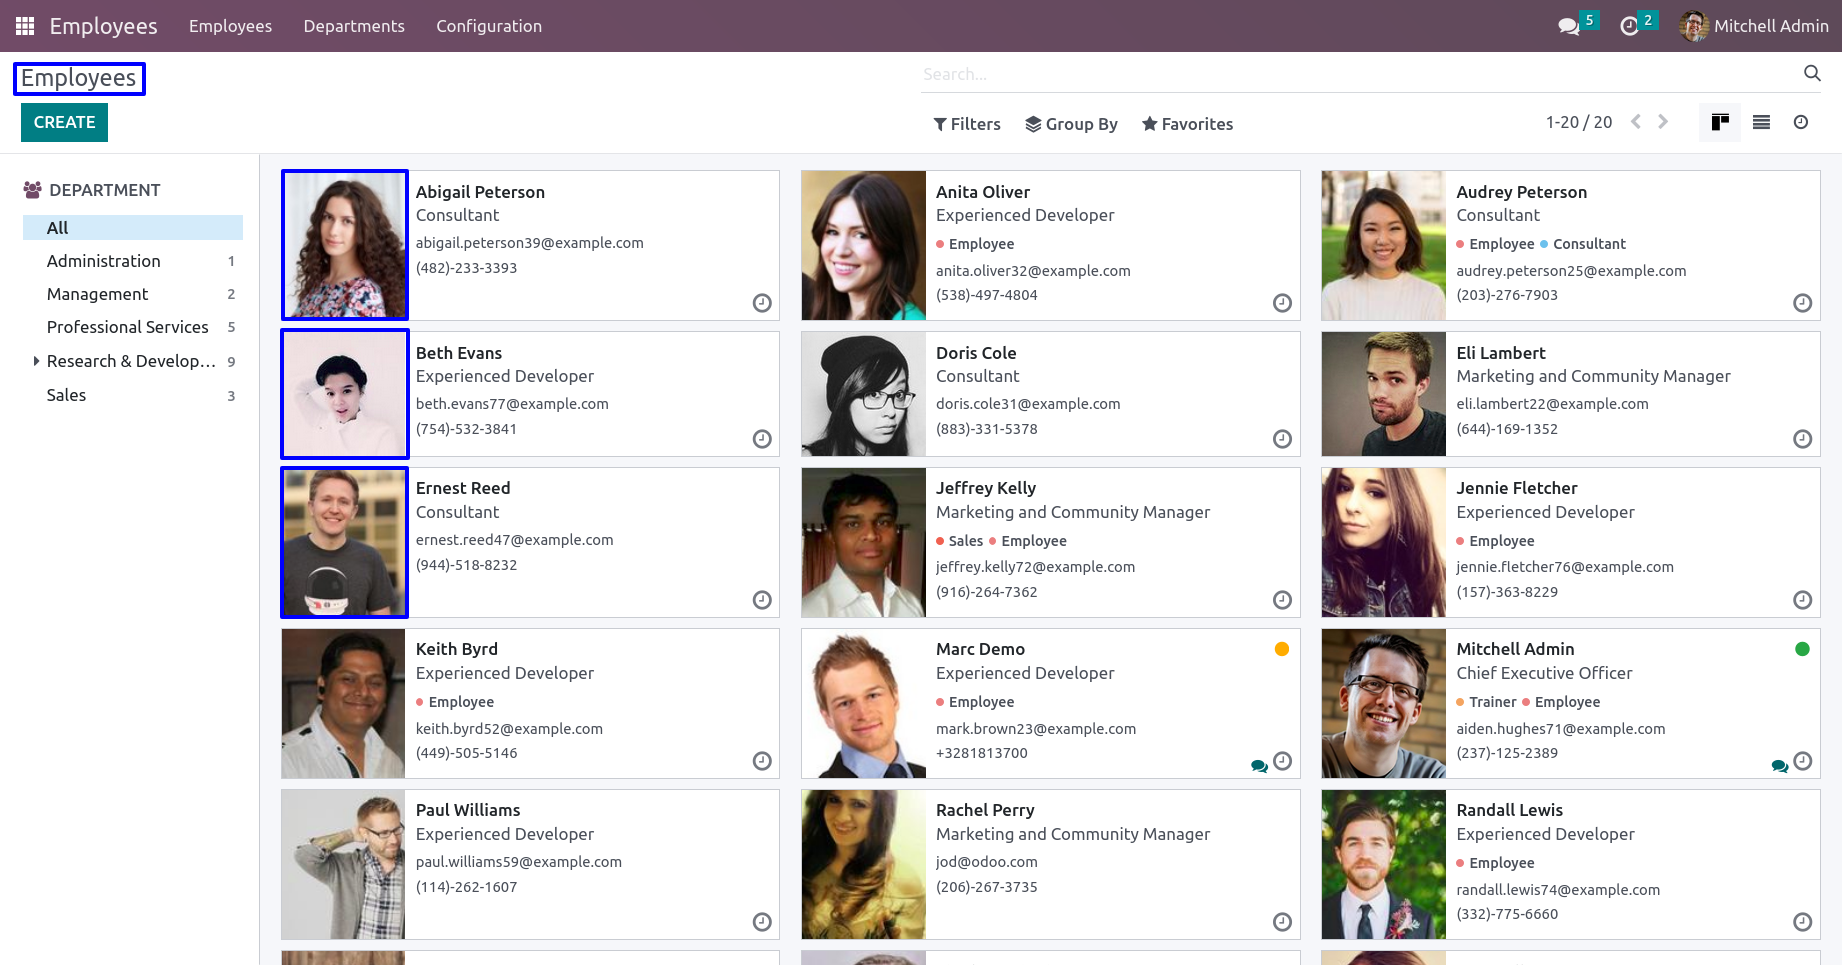 Employees Employees Departments Configuration 5 2 Mitchell Admin
Employees
Search...
CREATE
Filters Group By Favorites 1-20 / 20
DEPARTMENT
All
Administration 1
Management 2
Professional Services 5
Research & Develop... 9
Sales 3
Abigail Peterson
Consultant
abigail.peterson39@example.com
(482)-233-3393
Anita Oliver
Experienced Developer
Employee
anita.oliver32@example.com
(538)-497-4804
Audrey Peterson
Consultant
Employee Consultant
audrey.peterson25@example.com
(203)-276-7903
Beth Evans
Experienced Developer
beth.evans77@example.com
(754)-532-3841
Doris Cole
Consultant
doris.cole31@example.com
(883)-331-5378
Eli Lambert
Marketing and Community Manager
eli.lambert22@example.com
(644)-169-1352
Ernest Reed
Consultant
ernest.reed47@example.com
(944)-518-8232
Jeffrey Kelly
Marketing and Community Manager
Sales Employee
jeffrey.kelly72@example.com
(916)-264-7362
Jennie Fletcher
Experienced Developer
Employee
jennie.fletcher76@example.com
(157)-363-8229
Keith Byrd
Experienced Developer
Employee
keith.byrd52@example.com
(449)-505-5146
Marc Demo
Experienced Developer
Employee
mark.brown23@example.com
+3281813700
Mitchell Admin
Chief Executive Officer
Trainer Employee
aiden.hughes71@example.com
(237)-125-2389
Paul Williams
Experienced Developer
paul.williams59@example.com
(114)-262-1607
Rachel Perry
Marketing and Community Manager
jod@odoo.com
(206)-267-3735
Randall Lewis
Experienced Developer
Employee
randall.lewis74@example.com
(332)-775-6660